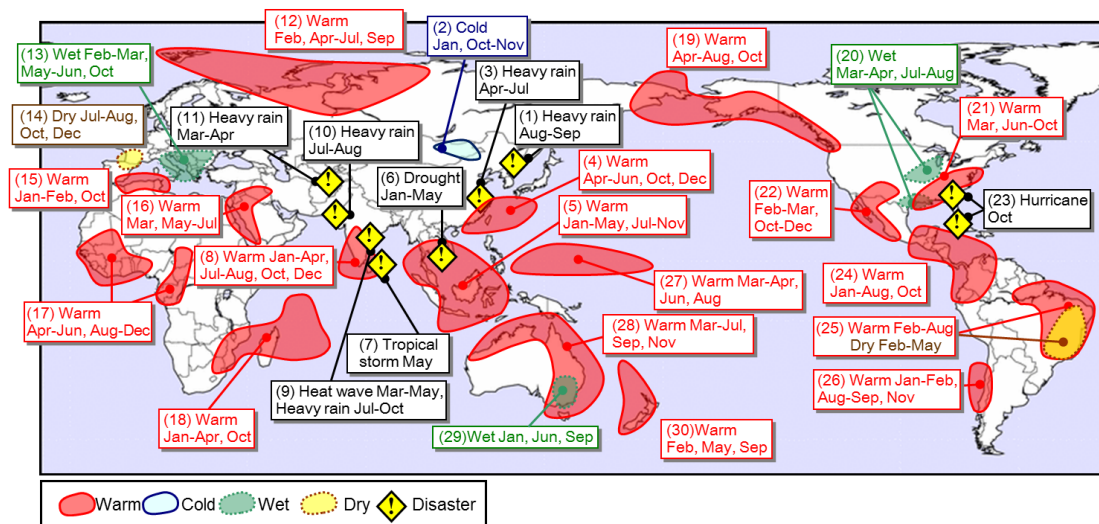 (12) Warm
Feb, Apr-Jul, Sep
(2) Cold
Jan, Oct-Nov
(19) Warm
Apr-Aug, Oct
(13) Wet Feb-Mar,
May-Jun, Oct
(20) Wet
Mar-Apr, Jul-Aug
(3) Heavy rain
Apr-Jul
(14) Dry Jul-Aug,
Oct, Dec
(11) Heavy rain
Mar-Apr
(10) Heavy rain
Jul-Aug
(1) Heavy rain
Aug-Sep
(21) Warm
Mar, Jun-Oct
(6) Drought
Jan-May
(4) Warm
Apr-Jun, Oct, Dec
(15) Warm
Jan-Feb, Oct
(16) Warm
Mar, May-Jul
(5) Warm
Jan-May, Jul-Nov
(22) Warm
Feb-Mar,
Oct-Dec
(23) Hurricane
Oct
(8) Warm Jan-Apr,
Jul-Aug, Oct, Dec
(27) Warm Mar-Apr,
Jun, Aug
(24) Warm
Jan-Aug, Oct
(17) Warm
Apr-Jun, Aug-Dec
(7) Tropical
storm May
(28) Warm Mar-Jul,
Sep, Nov
(25) Warm Feb-Aug
Dry Feb-May
(9) Heat wave Mar-May,
Heavy rain Jul-Oct
(26) Warm Jan-Feb,
Aug-Sep, Nov
(18) Warm
Jan-Apr, Oct
(29)Wet Jan, Jun, Sep
(30)Warm
Feb, May, Sep
Warm
Cold
Wet
Dry
Disaster